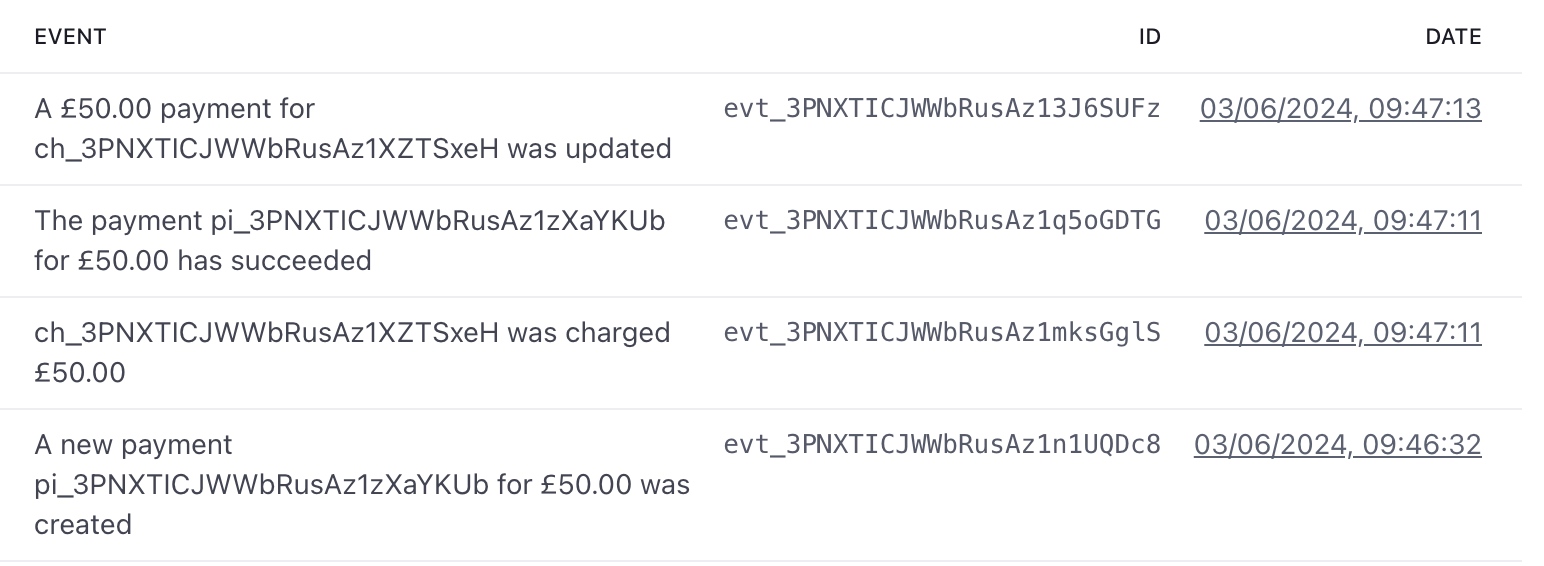 EVENT ID DATE
A £50.00 payment for evt_3PNXTICJWWbRusAz13J6SUFz 03/06/2024, 09:47:13
ch_3PNXTICJWWbRusAz1XZTSxeH was updated
The payment pi_3PNXTICJWWbRusAz1zXaYKUb evt_3PNXTICJWWbRusAz1q5oGDTG 03/06/2024, 09:47:11
for £50.00 has succeeded
ch_3PNXTICJWWbRusAz1XZTSxeH was charged evt_3PNXTICJWWbRusAz1mksGglS 03/06/2024, 09:47:11
£50.00
A new payment evt_3PNXTICJWWbRusAz1n1UQDc8 03/06/2024, 09:46:32
pi_3PNXTICJWWbRusAz1zXaYKUb for £50.00 was
created